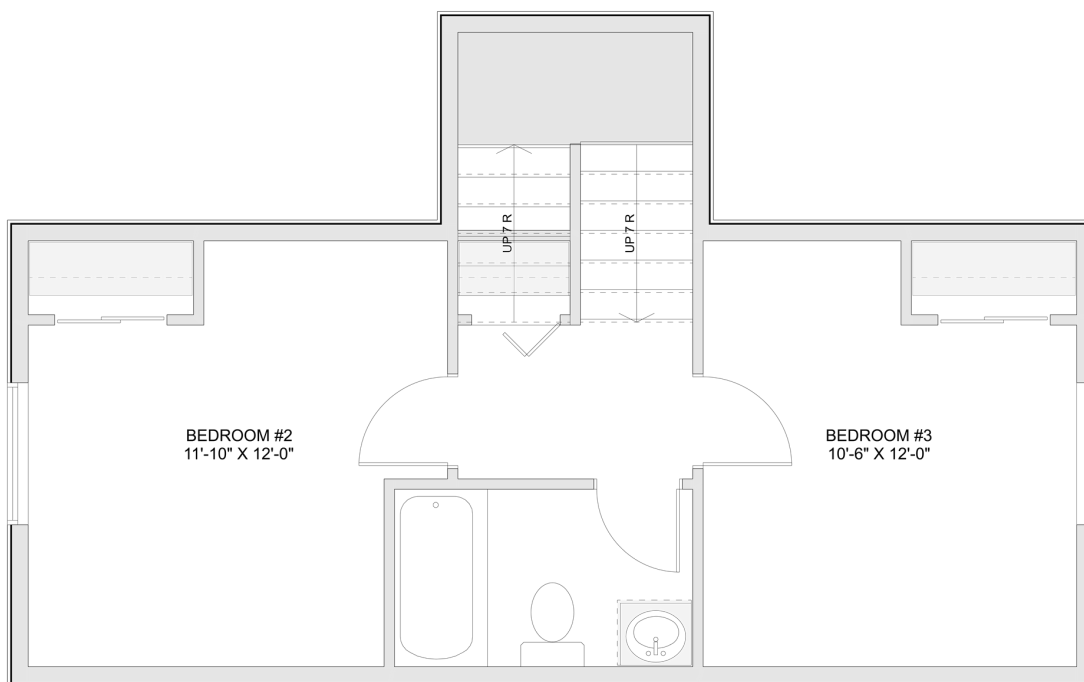 UP 7 R
UP 7 R
BEDROOM #2
11'-10" X 12'-0"
BEDROOM #3
10'-6" X 12'-0"